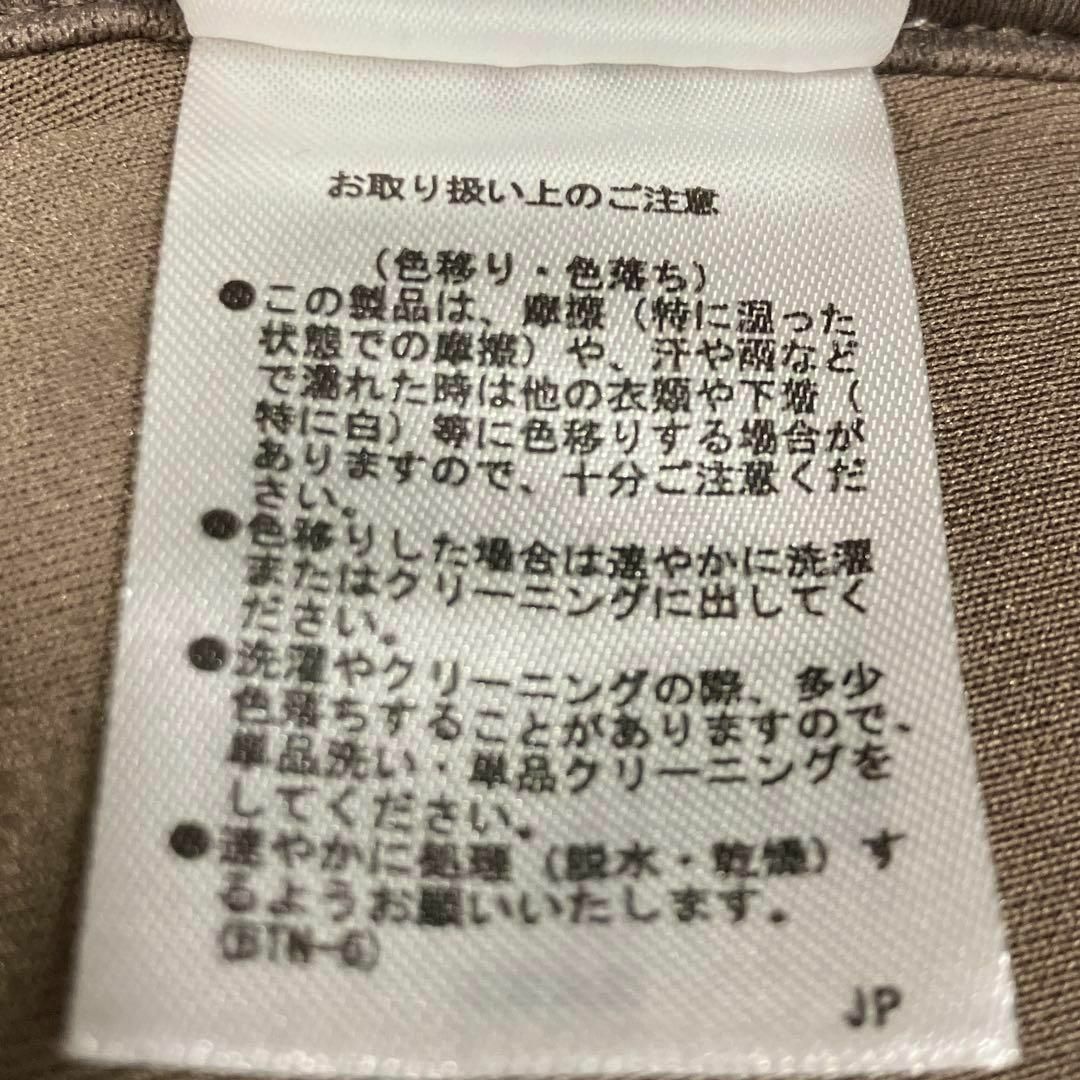 お取り扱い上のご注意
(色移り・色落ち)
●この製品は、摩擦(特に湿った
状態での摩擦)や、汗や雨など
で濡れた時は他の衣類や下着(
特に白)等に色移りする場合が
ありますので、十分ご注意くだ
さい。
●色移りした場合は速やかに洗濯
またはクリーニングに出してく
ださい。
●洗濯やクリーニングの際、多少
色落ちすることがありますので、
単品洗い・単品クリーニングを
してください。
●速やかに処理(脱水・乾燥)す
るようお願いいたします。
(BTN-G)
JP